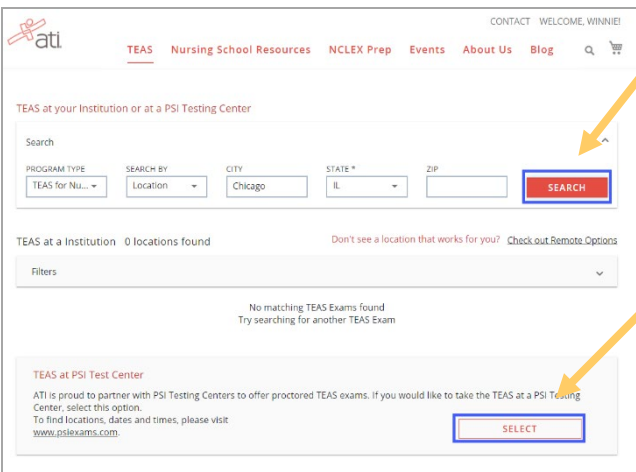 CONTACT WELCOME, WINNIE!
ati
TEAS Nursing School Resources NCLEX Prep Events About Us Blog
TEAS at your Institution or at a PSI Testing Center
Search
PROGRAM TYPE SEARCH BY CITY STATE * ZIP
TEAS for Nu... Location Chicago IL SEARCH
TEAS at a Institution 0 locations found Don't see a location that works for you? Check out Remote Options
Filters
No matching TEAS Exams found
Try searching for another TEAS Exam
TEAS at PSI Test Center
ATI is proud to partner with PSI Testing Centers to offer proctored TEAS exams. If you would like to take the TEAS at a PSI Testing
Center, select this option.
To find locations, dates and times, please visit
www.psiexams.com.
SELECT